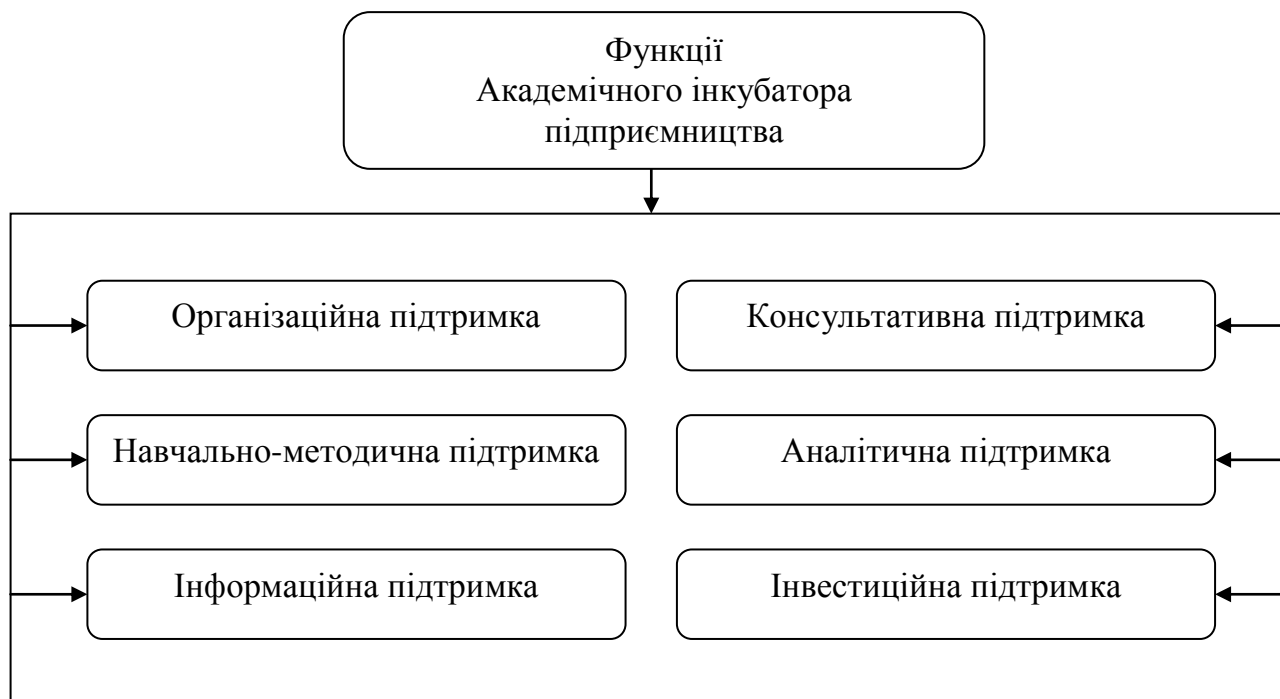 Функції
Академічного інкубатора
підприємництва
Організаційна підтримка
Консультативна підтримка
Навчально-методична підтримка
Аналітична підтримка
Інформаційна підтримка
Інвестиційна підтримка